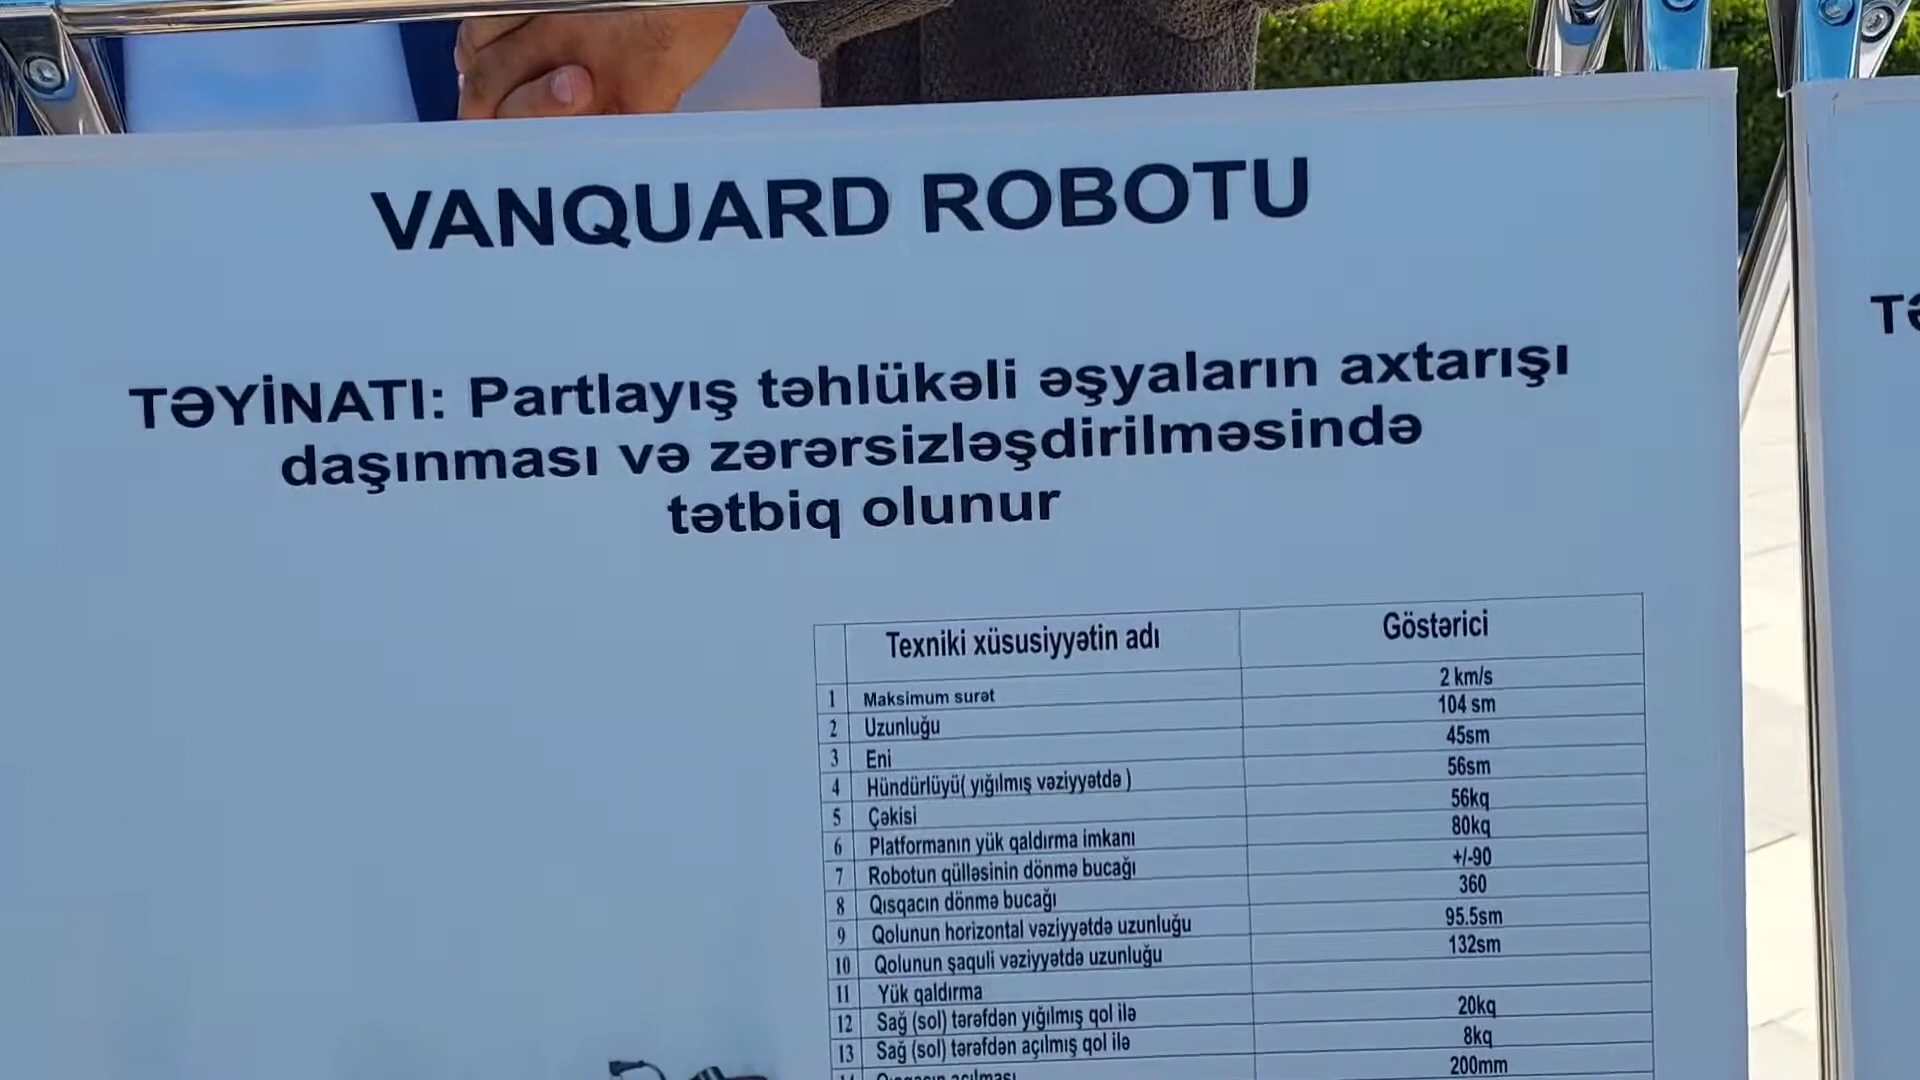 VANQUARD ROBOTU
TƏYİNATI: Partlayış təhlükəli əşyaların axtarışı
daşınması və zərərsizləşdirilməsində
tətbiq olunur
Texniki xüsusiyyətin adı Göstərici
1 Maksimum surət 2 km/s
2 Uzunluğu 104 sm
3 Eni 45sm
4 Hündürlüyü( yığılmış vəziyyətdə ) 56sm
5 Çəkisi 56kq
6 Platformanın yük qaldırma imkanı 80kq
7 Robotun qülləsinin dönmə bucağı +/-90
8 Qısqacın dönmə bucağı 360
9 Qolunun horizontal vəziyyətdə uzunluğu 95.5sm
10 Qolunun şaquli vəziyyətdə uzunluğu 132sm
11 Yük qaldırma
12 Sağ (sol) tərəfdən yığılmış qol ilə 20kq
13 Sağ (sol) tərəfdən açılmış qol ilə 8kq
200mm